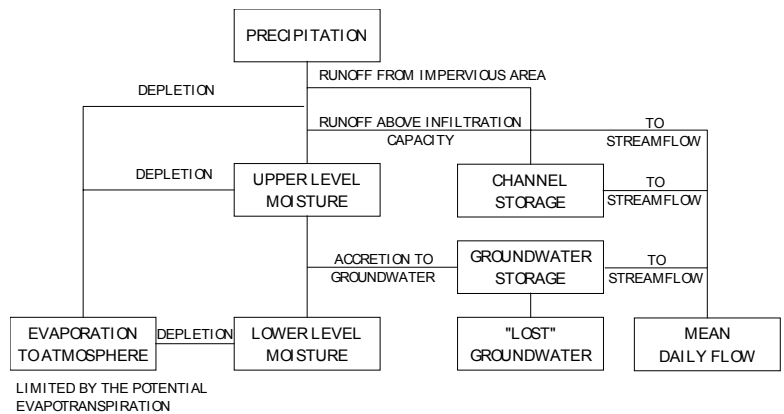 PRECIPITATION
RUNOFF FROM IMPERVIOUS AREA
DEPLETION
RUNOFF ABOVE INFILTRATION
CAPACITY
TO
STREAMFLOW
DEPLETION
UPPER LEVEL
MOISTURE
CHANNEL
STORAGE
TO
STREAMFLOW
ACCRETION TO
GROUNDWATER
GROUNDWATER
STORAGE
TO
STREAMFLOW
EVAPORATION
TO ATMOSPHERE
DEPLETION
LOWER LEVEL
MOISTURE
"LOST"
GROUNDWATER
MEAN
DAILY FLOW
LIMITED BY THE POTENTIAL
EVAPOTRANSPIRATION